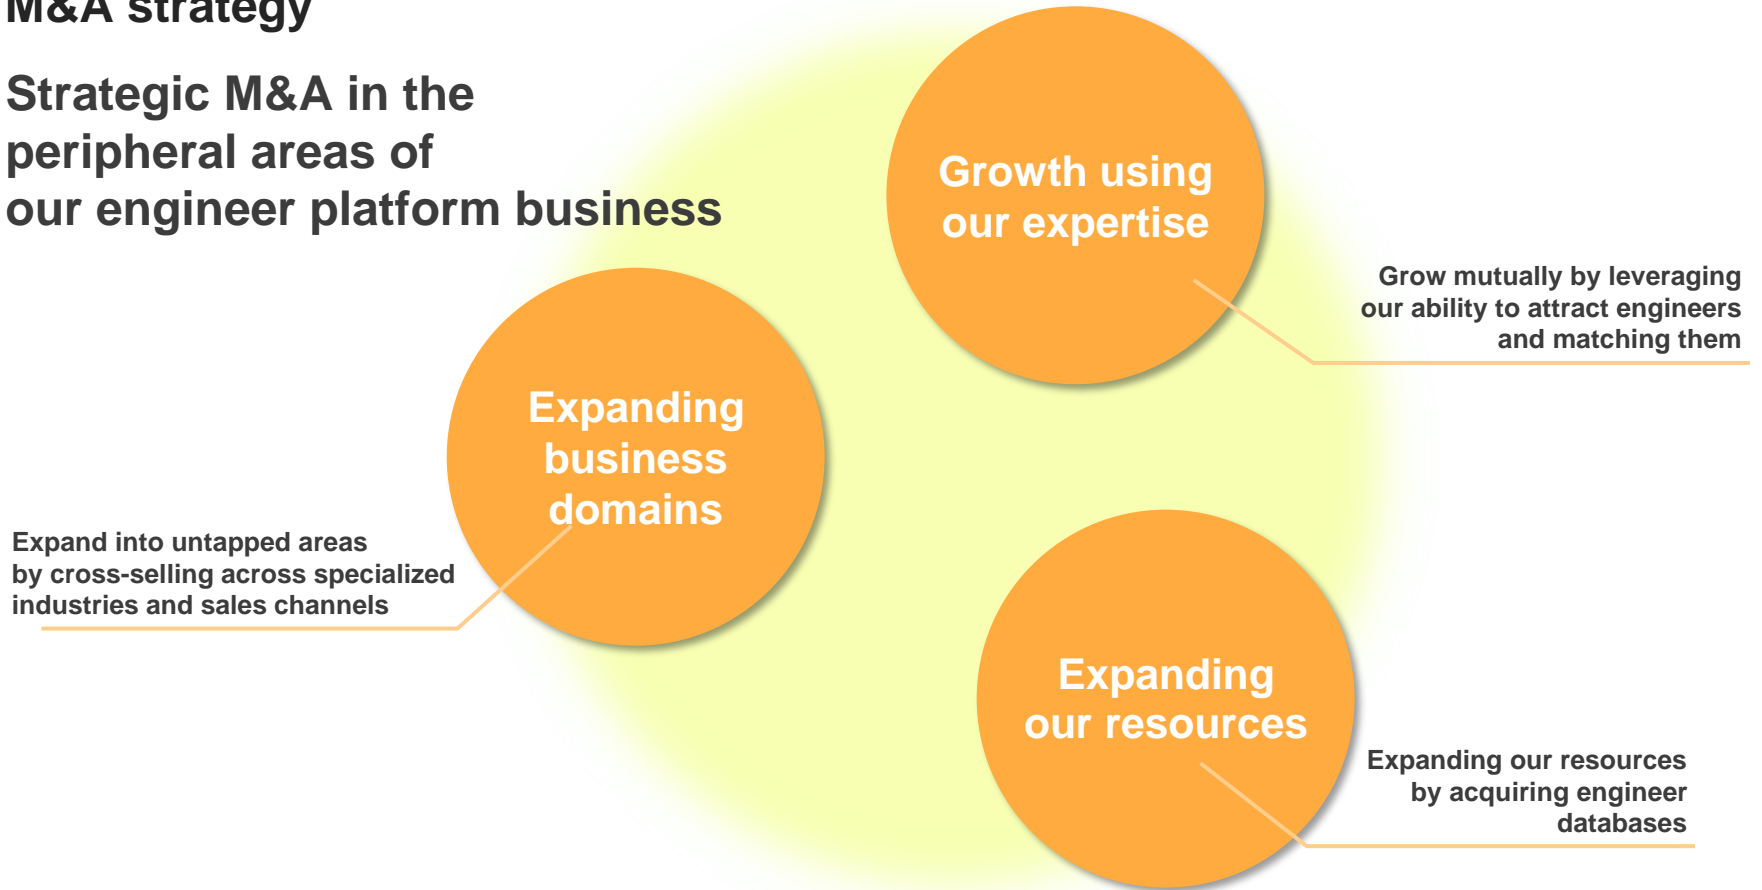 M&A strategy
Strategic M&A in the
peripheral areas of
our engineer platform business
Growth using
our expertise
Grow mutually by leveraging
our ability to attract engineers
and matching them
Expanding
business
domains
Expand into untapped areas
by cross-selling across specialized
industries and sales channels
Expanding
our resources
Expanding our resources
by acquiring engineer
databases